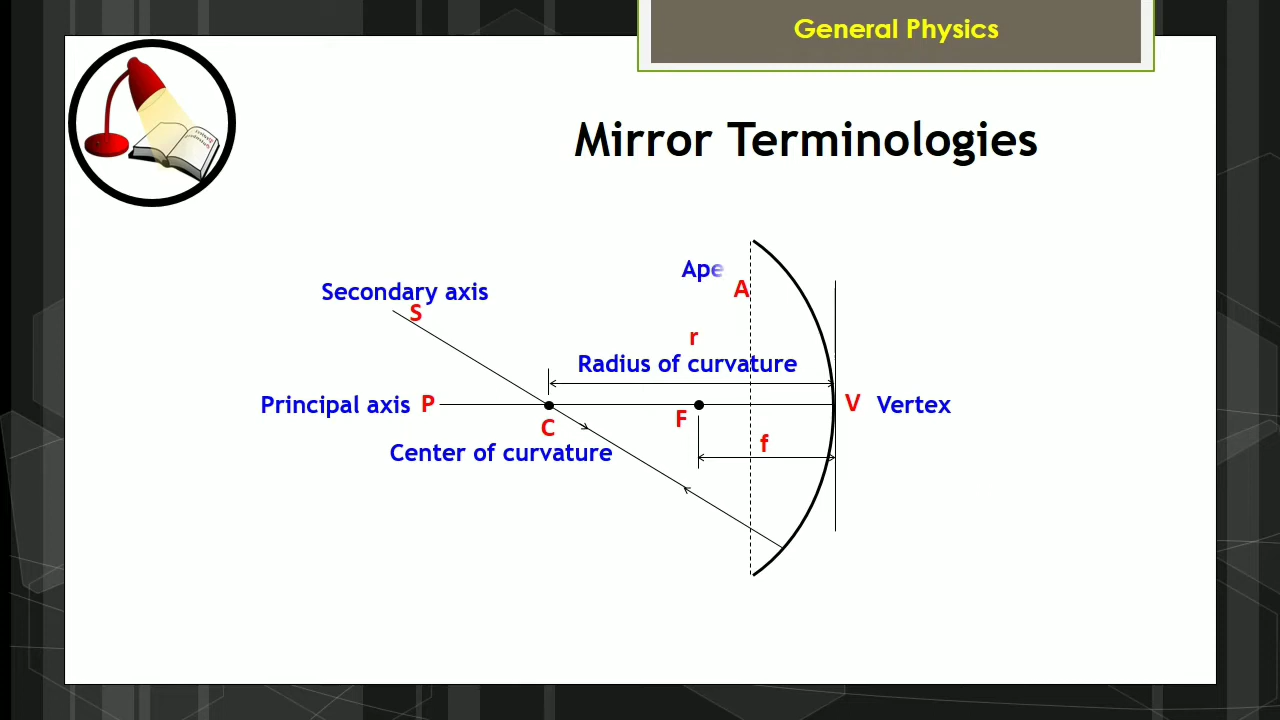 General Physics
Mirror Terminologies
Ape
A
Secondary axis
S
r
Radius of curvature
Principal axis P
C
F
V Vertex
f
Center of curvature